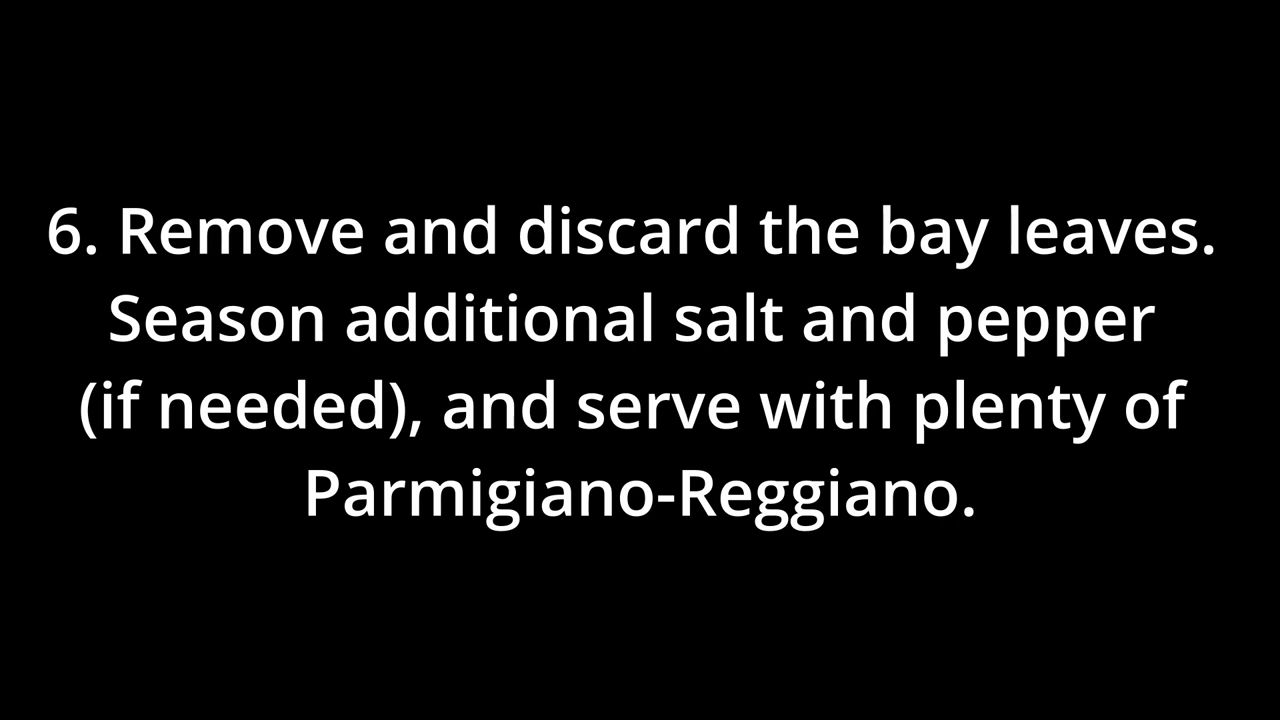 6. Remove and discard the bay leaves.
Season additional salt and pepper
(if needed), and serve with plenty of
Parmigiano-Reggiano.